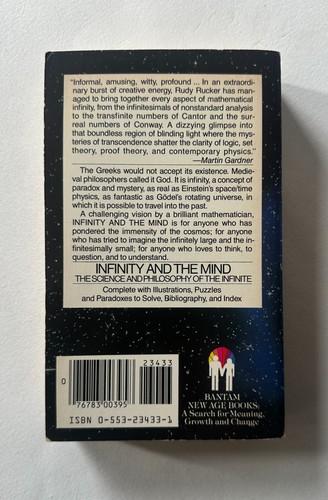 "Informal, amusing, witty, profound ... In an extraordi-
nary burst of creative energy, Rudy Rucker has man-
aged to bring together every aspect of mathematical
infinity, from the infinitesimals of nonstandard analysis
to the transfinite numbers of Cantor and the sur-
real numbers of Conway. A dizzying glimpse into
that boundless region of blinding light where the mys-
teries of transcendence shatter the clarity of logic, set
theory, proof theory, and contemporary physics."
—Martin Gardner
The Greeks would not accept its existence. Medie-
val philosophers called it God. It is infinity, a concept of
paradox and mystery, as real as Einstein's space/time
physics, as fantastic as Gödel's rotating universe, in
which it is possible to travel into the past.
A challenging vision by a brilliant mathematician,
INFINITY AND THE MIND is for anyone who has
pondered the immensity of the cosmos; for anyone
who has tried to imagine the infinitely large and the in-
finitesimally small; for anyone who loves to think, to
question, and to understand.
INFINITY AND THE MIND
THE SCIENCE AND PHILOSOPHY OF THE INFINITE
Complete with Illustrations, Puzzles
and Paradoxes to Solve, Bibliography, and Index
23433
0
76783 00395
ISBN 0-553-23433-1
BANTAM
NEW AGE BOOKS:
A Search for Meaning,
Growth and Change